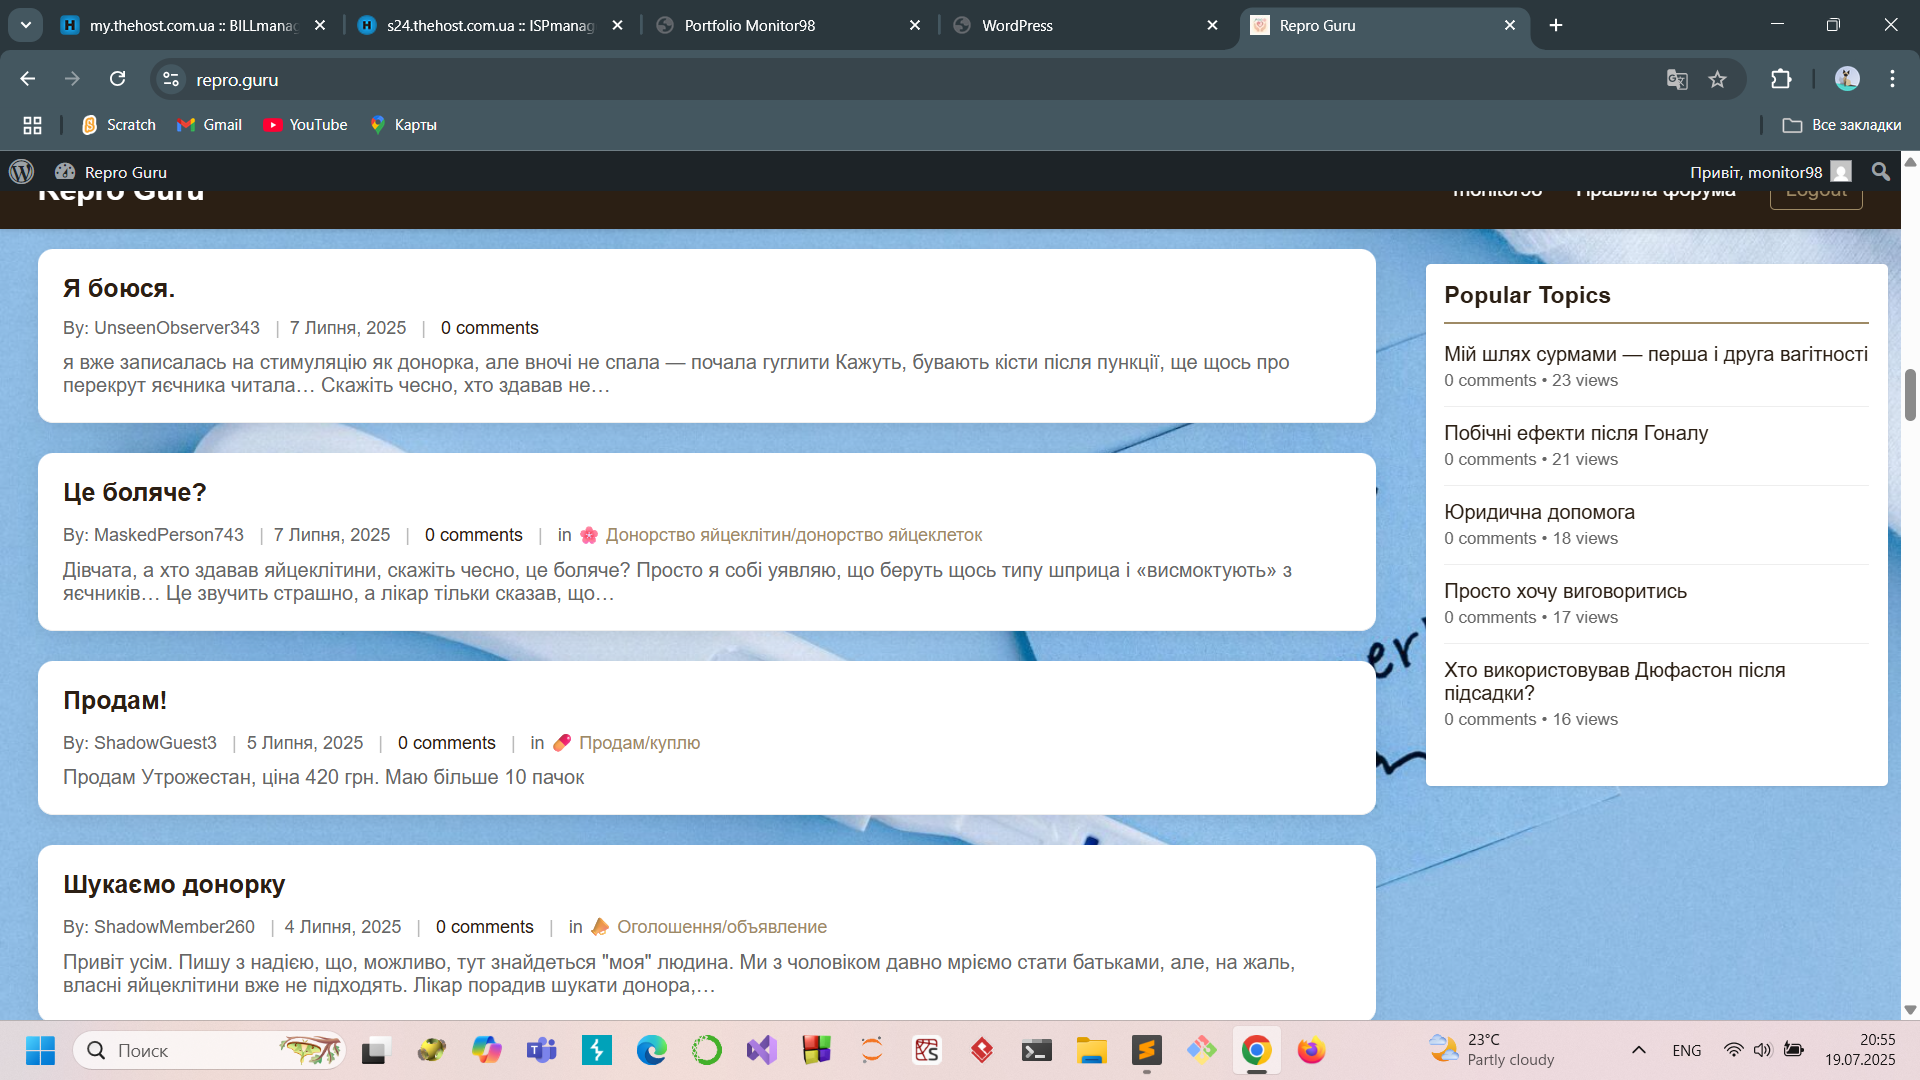 my.thehost.com.ua :: BILLmana
s24.thehost.com.ua :: ISPmana
Portfolio Monitor98
WordPress
Repro Guru
repro.guru
Scratch
Gmail
YouTube
Карты
Все закладки
Repro Guru
Привіт, monitor98
Repro Guru
monitor98
Правила форума
Logout
Я боюся.
By: UnseenObserver343 | 7 Липня, 2025 | 0 comments
я вже записалась на стимуляцію як донорка, але вночі не спала — почала гуглити Кажуть, бувають кісти після пункції, ще щось про
перекрут яєчника читала… Скажіть чесно, хто здавав не…
Це боляче?
By: MaskedPerson743 | 7 Липня, 2025 | 0 comments | in 🌸 Донорство яйцеклітин/донорство яйцеклеток
Дівчата, а хто здавав яйцеклітини, скажіть чесно, це боляче? Просто я собі уявляю, що беруть щось типу шприца і «висмоктують» з
яєчників… Це звучить страшно, а лікар тільки сказав, що…
Продам!
By: ShadowGuest3 | 5 Липня, 2025 | 0 comments | in 💊 Продам/куплю
Продам Утрожестан, ціна 420 грн. Маю більше 10 пачок
Шукаємо донорку
By: ShadowMember260 | 4 Липня, 2025 | 0 comments | in 📣 Оголошення/объявление
Привіт усім. Пишу з надією, що, можливо, тут знайдеться "моя" людина. Ми з чоловіком давно мріємо стати батьками, але, на жаль,
власні яйцеклітини вже не підходять. Лікар порадив шукати донора,…
Popular Topics
Мій шлях сурмами — перша і друга вагітності
0 comments • 23 views
Побічні ефекти після Гоналу
0 comments • 21 views
Юридична допомога
0 comments • 18 views
Просто хочу виговоритись
0 comments • 17 views
Хто використовував Дюфастон після
підсадки?
0 comments • 16 views
Поиск
23°C
Partly cloudy
ENG
20:55
19.07.2025